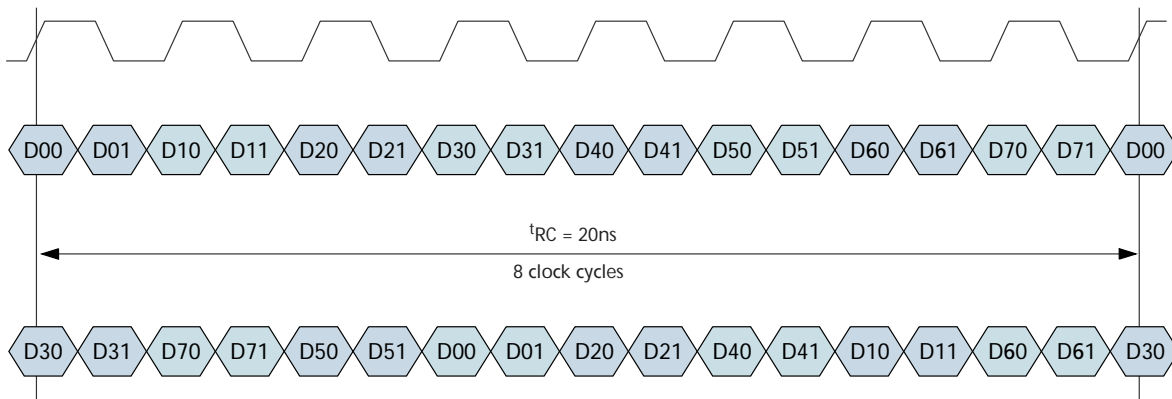 D00 D01 D10 D11 D20 D21 D30 D31 D40 D41 D50 D51 D60 D61 D70 D71 D00
tRC = 20ns
8 clock cycles
D30 D31 D70 D71 D50 D51 D00 D01 D20 D21 D40 D41 D10 D11 D60 D61 D30